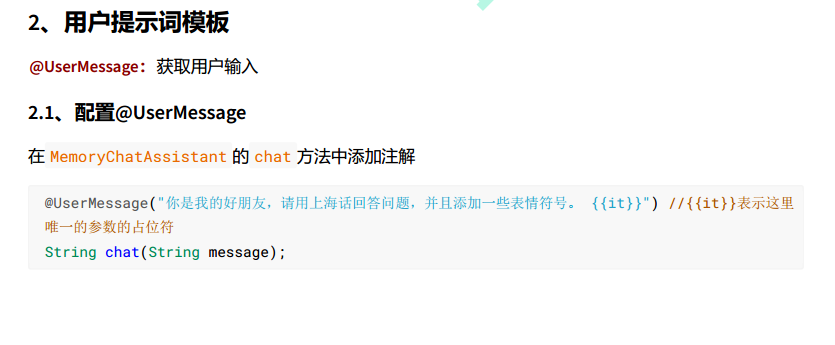 2、用户提示词模板
@UserMessage：获取用户输入
2.1、配置@UserMessage
在 MemoryChatAssistant 的 chat 方法中添加注解
@UserMessage("你是我的好朋友，请用上海话回答问题，并且添加一些表情符号。 {{it}}") //{{it}}表示这里
唯一的参数的占位符
String chat(String message);